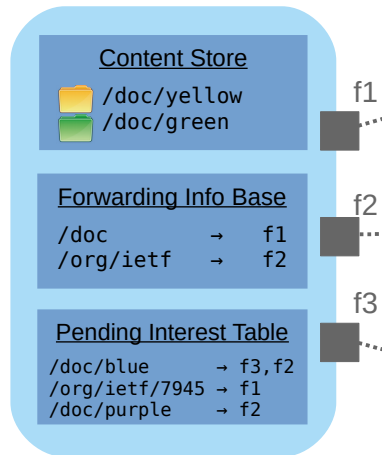 Content Store
/doc/yellow
/doc/green
f1
Forwarding Info Base
/doc → f1
/org/ietf → f2
f2
f3
Pending Interest Table
/doc/blue → f3,f2
/org/ietf/7945 → f1
/doc/purple → f2